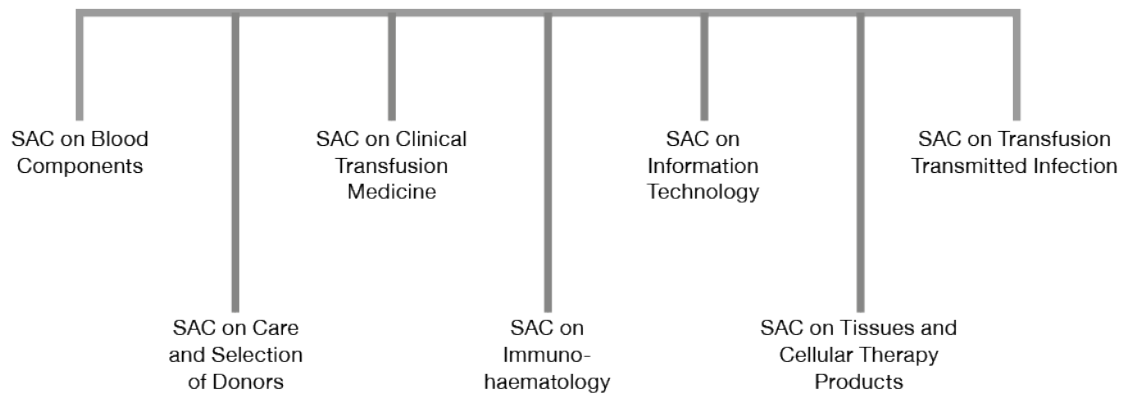 SAC on Blood
Components
SAC on Clinical
Transfusion
Medicine
SAC on
Information
Technology
SAC on Transfusion
Transmitted Infection
SAC on Care
and Selection
of Donors
SAC on
Immuno-
haematology
SAC on Tissues and
Cellular Therapy
Products